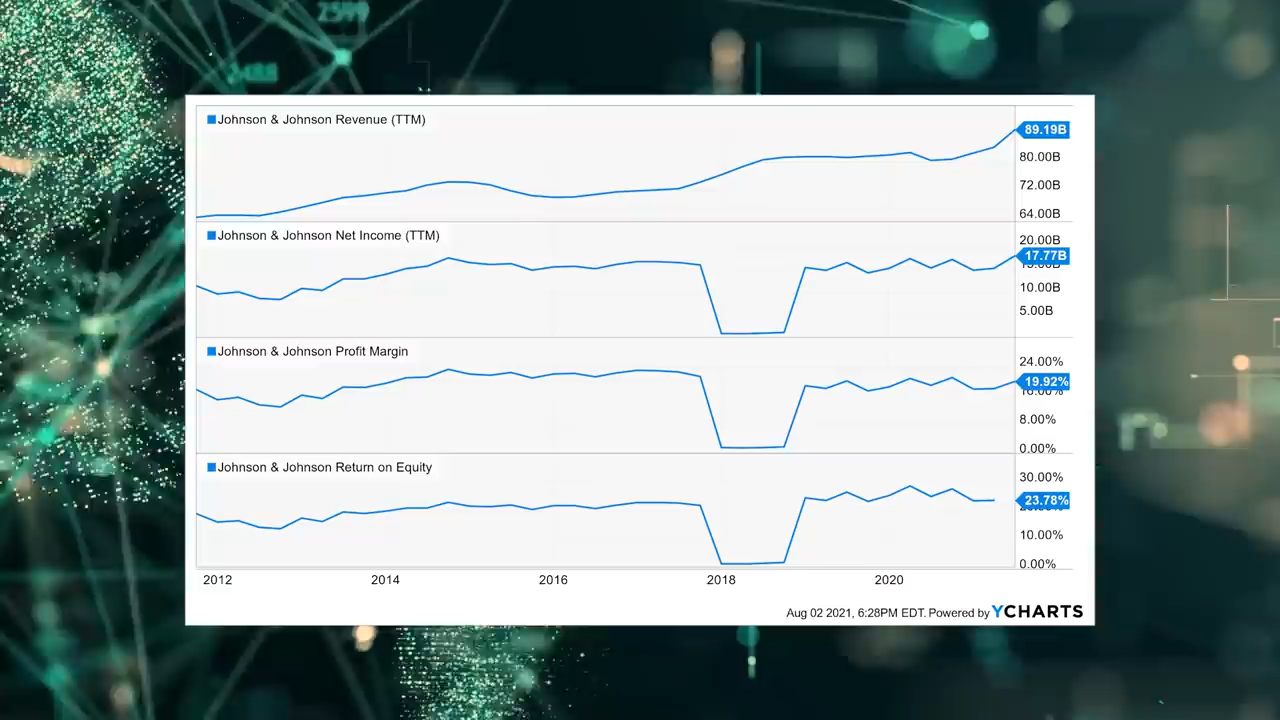 Johnson & Johnson Revenue (TTM)
89.19B
80.00B
72.00B
64.00B
Johnson & Johnson Net Income (TTM)
20.00B
17.77B
10.00B
5.00B
Johnson & Johnson Profit Margin
24.00%
19.92%
8.00%
0.00%
Johnson & Johnson Return on Equity
30.00%
23.78%
10.00%
0.00%
2012 2014 2016 2018 2020
Aug 02 2021, 6:28PM EDT. Powered by YCHARTS